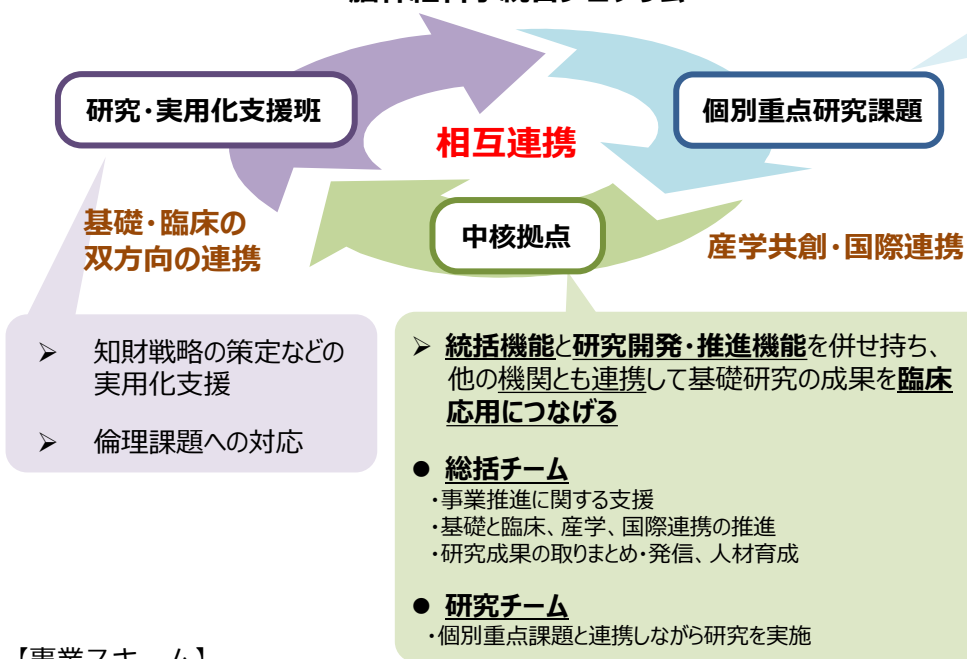 研究・実用化支援班
個別重点研究課題
相互連携
中核拠点
基礎・臨床の
双方向の連携
産学共創・国際連携
➢ 知財戦略の策定などの
実用化支援
➢ 倫理課題への対応
➢ 統括機能と研究開発・推進機能を併せ持ち、
他の機関とも連携して基礎研究の成果を臨床
応用につなげる
● 総括チーム
・事業推進に関する支援
・基礎と臨床、産学、国際連携の推進
・研究成果の取りまとめ・発信、人材育成
● 研究チーム
・個別重点課題と連携しながら研究を実施
【事業スキーム】